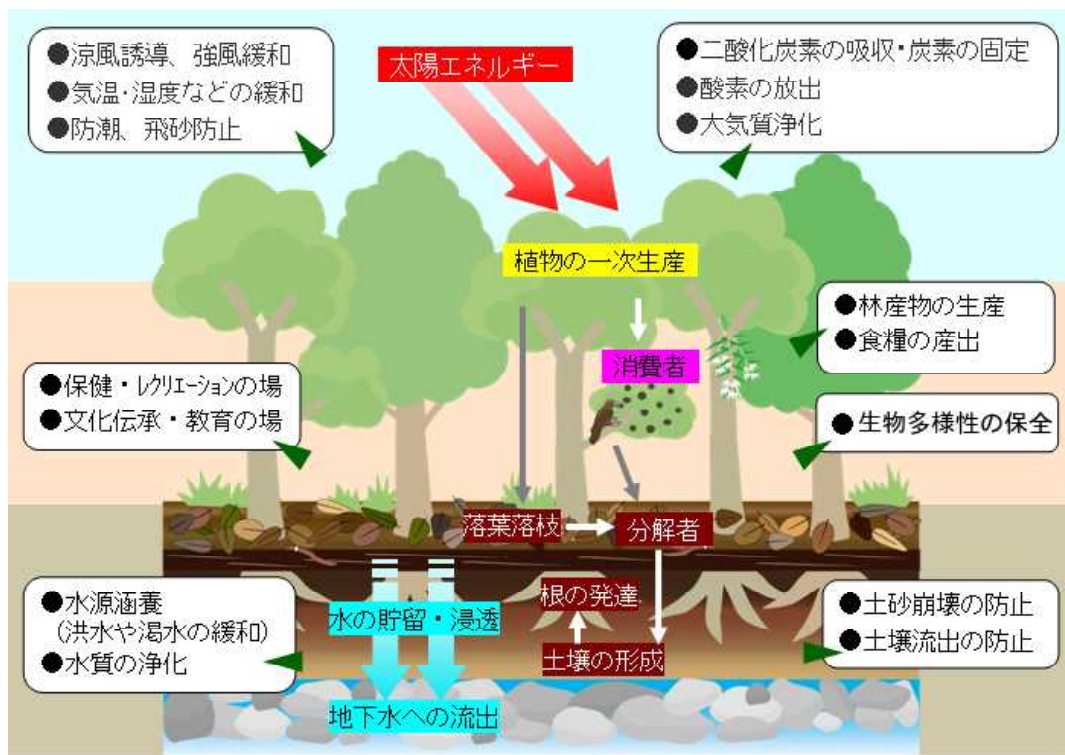 ●涼風誘導、強風緩和
●気温･湿度などの緩和
●防潮、飛砂防止
太陽エネルギー
●二酸化炭素の吸収･炭素の固定
●酸素の放出
●大気質浄化
植物の一次生産
消費者
●林産物の生産
●食糧の産出
●保健・ﾚｸﾘｴｰｼｮﾝの場
●文化伝承・教育の場
●生物多様性の保全
落葉落枝
分解者
●水源涵養
(洪水や渇水の緩和)
●水質の浄化
水の貯留・浸透
根の発達
土壌の形成
●土砂崩壊の防止
●土壌流出の防止
地下水への流出